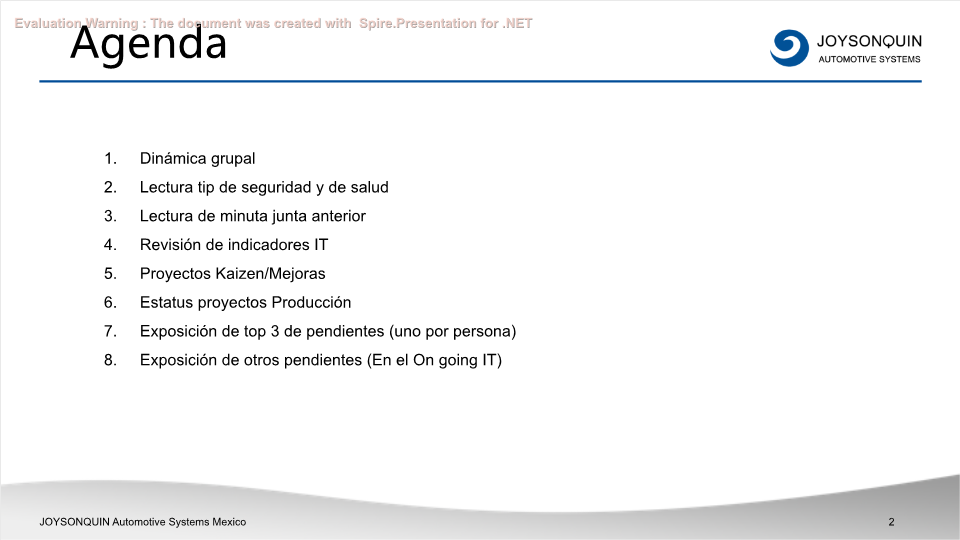 Evaluation Warning : The document was created with Spire.Presentation for .NET
Agenda
JOYSONQUIN
AUTOMOTIVE SYSTEMS
1. Dinámica grupal
2. Lectura tip de seguridad y de salud
3. Lectura de minuta junta anterior
4. Revisión de indicadores IT
5. Proyectos Kaizen/Mejoras
6. Estatus proyectos Producción
7. Exposición de top 3 de pendientes (uno por persona)
8. Exposición de otros pendientes (En el On going IT)
JOYSONQUIN Automotive Systems Mexico
2